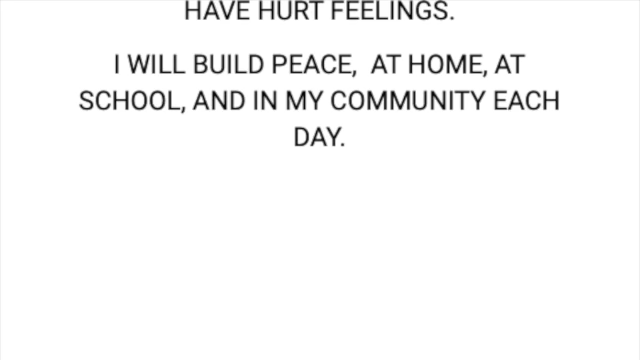 HAVE HURT FEELINGS.
I WILL BUILD PEACE,  AT HOME, AT
SCHOOL, AND IN MY COMMUNITY EACH
DAY.